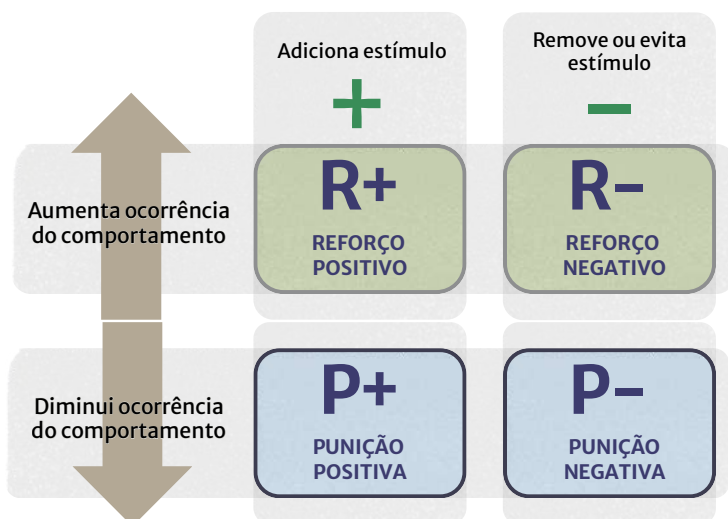 Adiciona estímulo
Remove ou evita
estímulo
+
−
Aumenta ocorrência
do comportamento
R+
REFORÇO
POSITIVO
R−
REFORÇO
NEGATIVO
Diminui ocorrência
do comportamento
P+
PUNIÇÃO
POSITIVA
P−
PUNIÇÃO
NEGATIVA